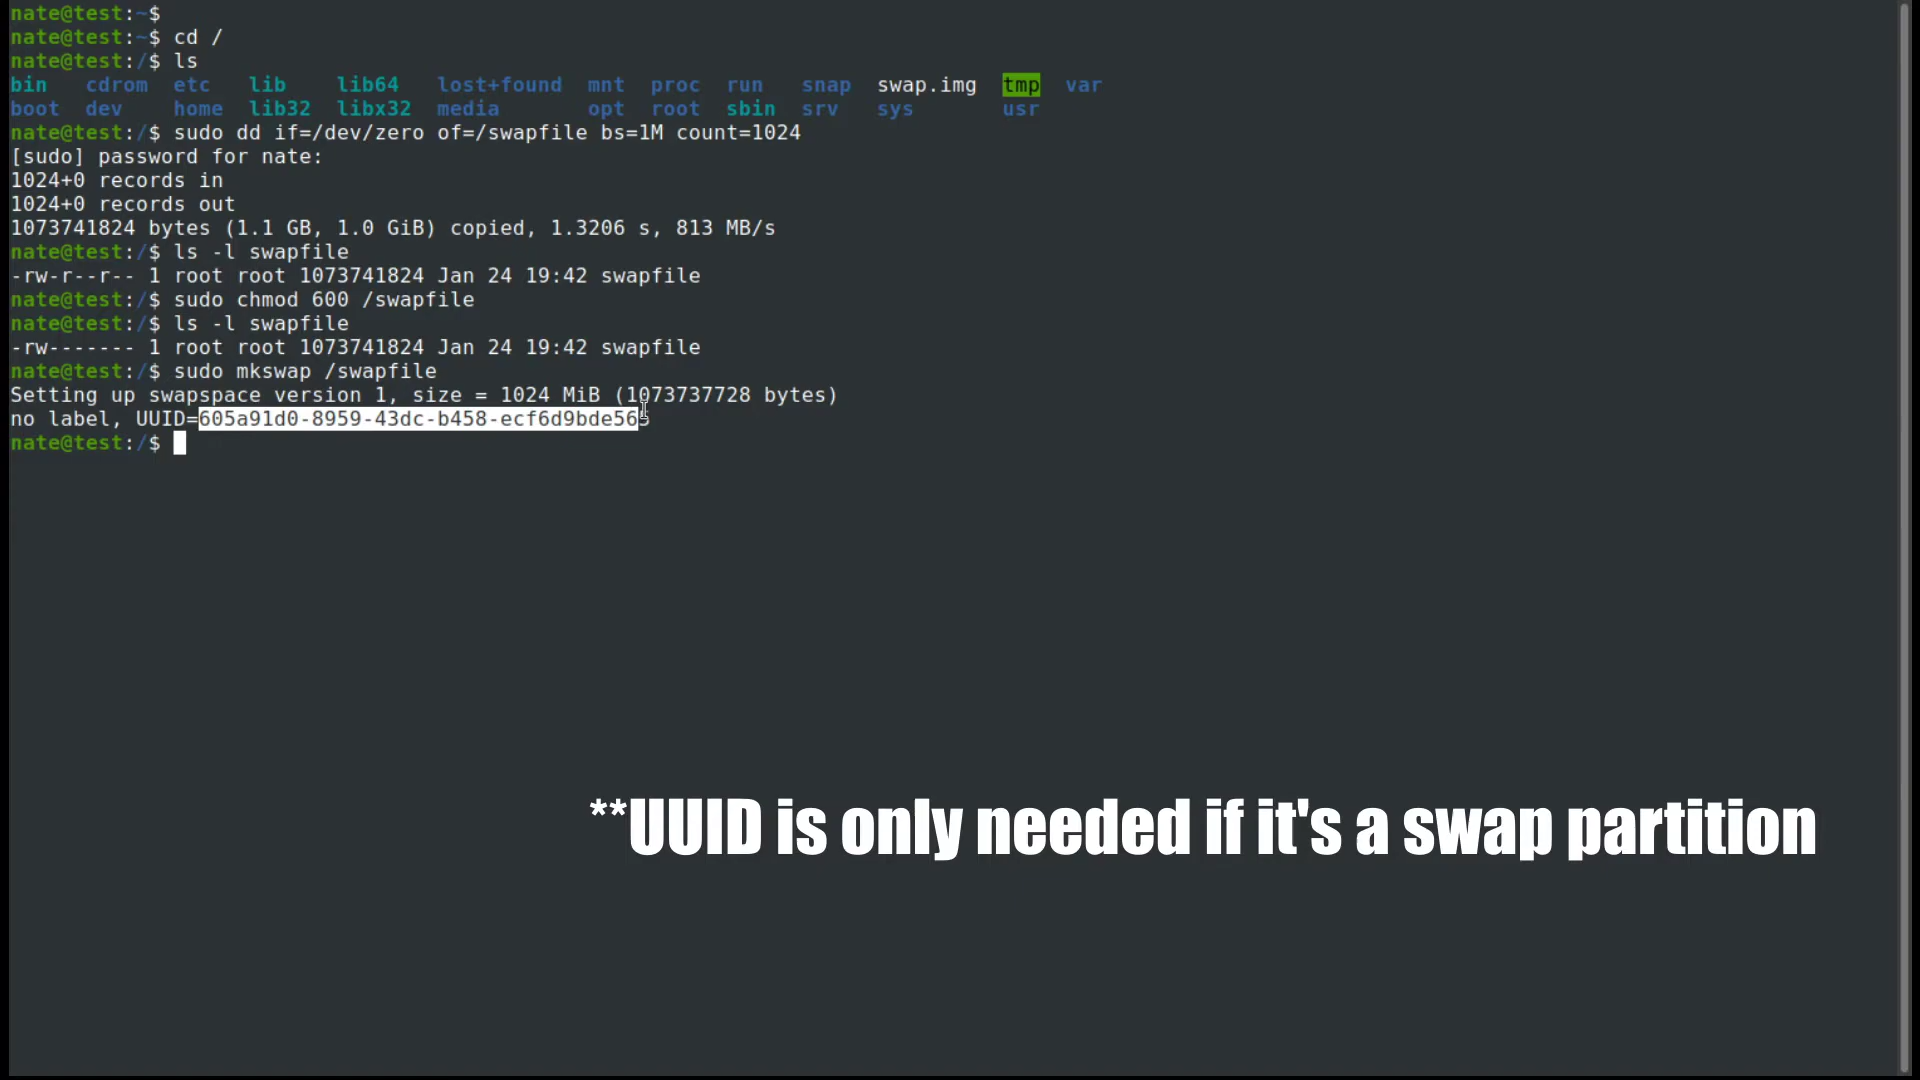 nate@test:~$
nate@test:~$ cd /
nate@test:/$ ls
bin   cdrom  etc   lib    lib64   lost+found  mnt  proc  run   snap  swap.img  tmp  var
boot  dev    home  lib32  libx32  media       opt  root  sbin  srv   sys       usr
nate@test:/$ sudo dd if=/dev/zero of=/swapfile bs=1M count=1024
[sudo] password for nate:
1024+0 records in
1024+0 records out
1073741824 bytes (1.1 GB, 1.0 GiB) copied, 1.3206 s, 813 MB/s
nate@test:/$ ls -l swapfile
-rw-r--r-- 1 root root 1073741824 Jan 24 19:42 swapfile
nate@test:/$ sudo chmod 600 /swapfile
nate@test:/$ ls -l swapfile
-rw------- 1 root root 1073741824 Jan 24 19:42 swapfile
nate@test:/$ sudo mkswap /swapfile
Setting up swapspace version 1, size = 1024 MiB (1073737728 bytes)
no label, UUID=605a91d0-8959-43dc-b458-ecf6d9bde565
nate@test:/$
**UUID is only needed if it's a swap partition